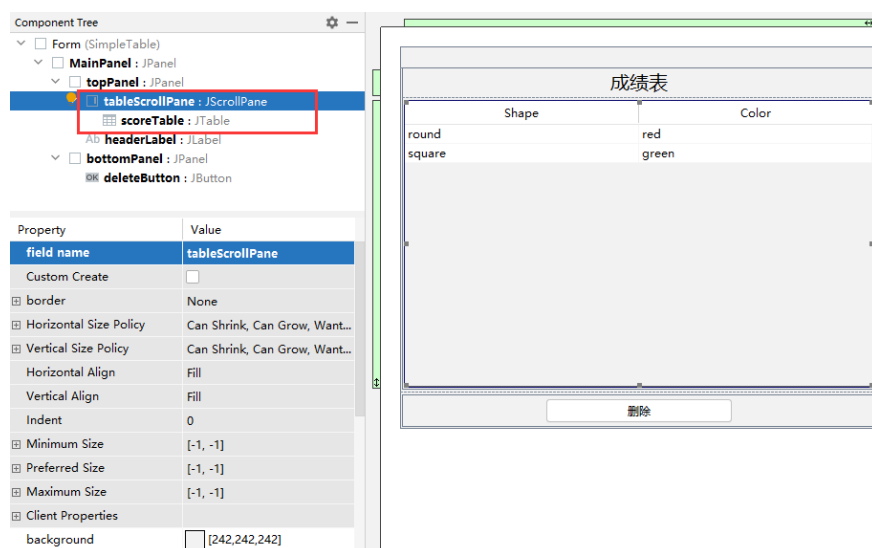 Component Tree
Form (SimpleTable)
MainPanel : JPanel
topPanel : JPanel
tableScrollPane : JScrollPane
scoreTable : JTable
Ab headerLabel : JLabel
bottomPanel : JPanel
OK deleteButton : JButton
Property Value
field name tableScrollPane
Custom Create
border None
Horizontal Size Policy Can Shrink, Can Grow, Want...
Vertical Size Policy Can Shrink, Can Grow, Want...
Horizontal Align Fill
Vertical Align Fill
Indent 0
Minimum Size [-1, -1]
Preferred Size [-1, -1]
Maximum Size [-1, -1]
Client Properties
background [242,242,242]
成绩表
Shape Color
round red
square green
删除